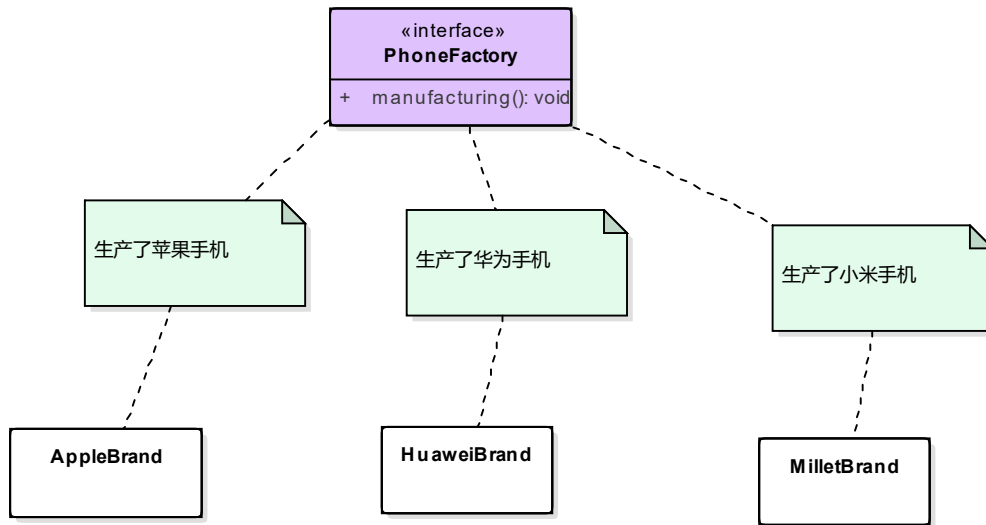 «interface»
PhoneFactory
+ manufacturing(): void
生产了苹果手机
生产了华为手机
生产了小米手机
AppleBrand
HuaweiBrand
MilletBrand